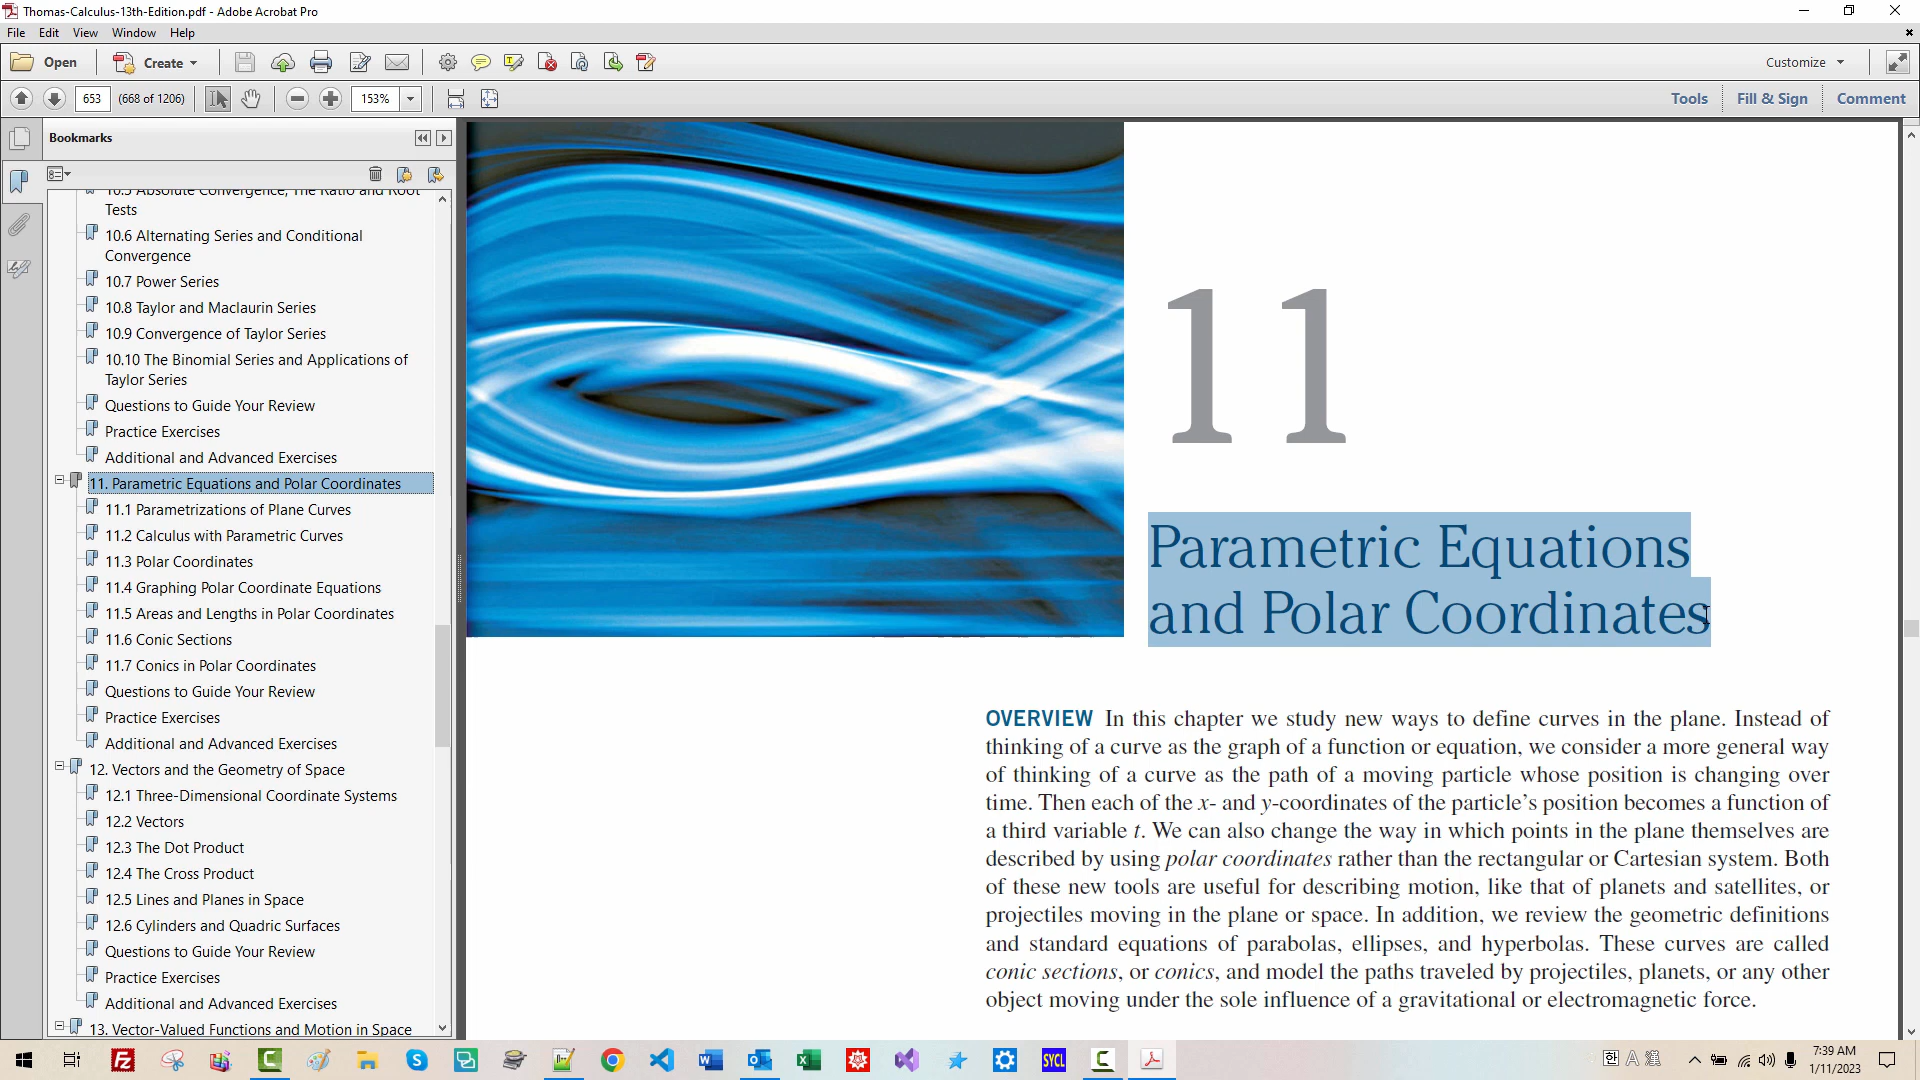 Thomas-Calculus-13th-Edition.pdf - Adobe Acrobat Pro
File Edit View Window Help
Open Create Customize
653 (668 of 1206) 153% Tools Fill & Sign Comment
Bookmarks
10.5 Absolute Convergence; The Ratio and Root
Tests
10.6 Alternating Series and Conditional
Convergence
10.7 Power Series
10.8 Taylor and Maclaurin Series
10.9 Convergence of Taylor Series
10.10 The Binomial Series and Applications of
Taylor Series
Questions to Guide Your Review
Practice Exercises
Additional and Advanced Exercises
11. Parametric Equations and Polar Coordinates
11.1 Parametrizations of Plane Curves
11.2 Calculus with Parametric Curves
11.3 Polar Coordinates
11.4 Graphing Polar Coordinate Equations
11.5 Areas and Lengths in Polar Coordinates
11.6 Conic Sections
11.7 Conics in Polar Coordinates
Questions to Guide Your Review
Practice Exercises
Additional and Advanced Exercises
12. Vectors and the Geometry of Space
12.1 Three-Dimensional Coordinate Systems
12.2 Vectors
12.3 The Dot Product
12.4 The Cross Product
12.5 Lines and Planes in Space
12.6 Cylinders and Quadric Surfaces
Questions to Guide Your Review
Practice Exercises
Additional and Advanced Exercises
13. Vector-Valued Functions and Motion in Space
11
Parametric Equations
and Polar Coordinates
OVERVIEW In this chapter we study new ways to define curves in the plane. Instead of
thinking of a curve as the graph of a function or equation, we consider a more general way
of thinking of a curve as the path of a moving particle whose position is changing over
time. Then each of the x- and y-coordinates of the particle's position becomes a function of
a third variable t. We can also change the way in which points in the plane themselves are
described by using polar coordinates rather than the rectangular or Cartesian system. Both
of these new tools are useful for describing motion, like that of planets and satellites, or
projectiles moving in the plane or space. In addition, we review the geometric definitions
and standard equations of parabolas, ellipses, and hyperbolas. These curves are called
conic sections, or conics, and model the paths traveled by projectiles, planets, or any other
object moving under the sole influence of a gravitational or electromagnetic force.
SYCL
한 A 漢
7:39 AM
1/11/2023